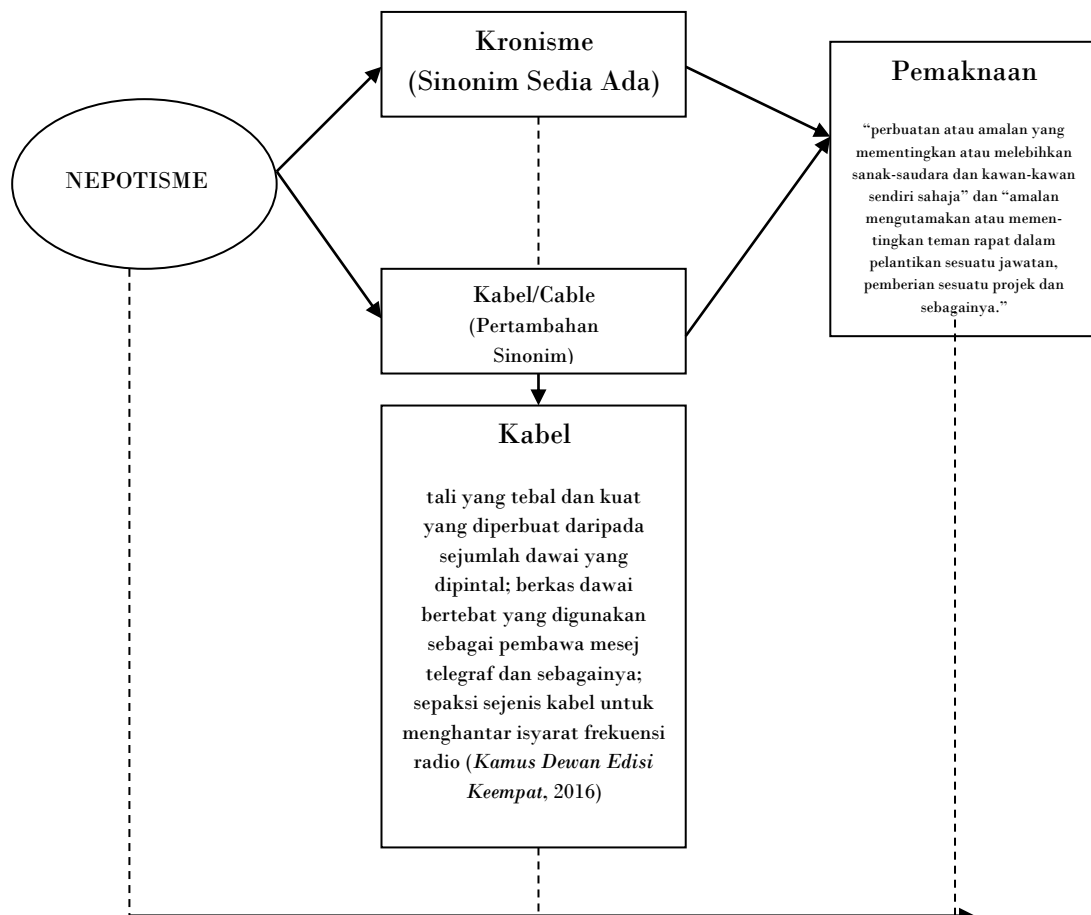 NEPOTISME
Kronisme
(Sinonim Sedia Ada)
Kabel/Cable
(Pertambahan
Sinonim)
Kabel
tali yang tebal dan kuat
yang diperbuat daripada
sejumlah dawai yang
dipintal; berkas dawai
bertebat yang digunakan
sebagai pembawa mesej
telegraf dan sebagainya;
sepaksi sejenis kabel untuk
menghantar isyarat frekuensi
radio (Kamus Dewan Edisi
Keempat, 2016)
Pemaknaan
“perbuatan atau amalan yang
mementingkan atau melebihkan
sanak-saudara dan kawan-kawan
sendiri sahaja” dan “amalan
mengutamakan atau memen-
tingkan teman rapat dalam
pelantikan sesuatu jawatan,
pemberian sesuatu projek dan
sebagainya.”